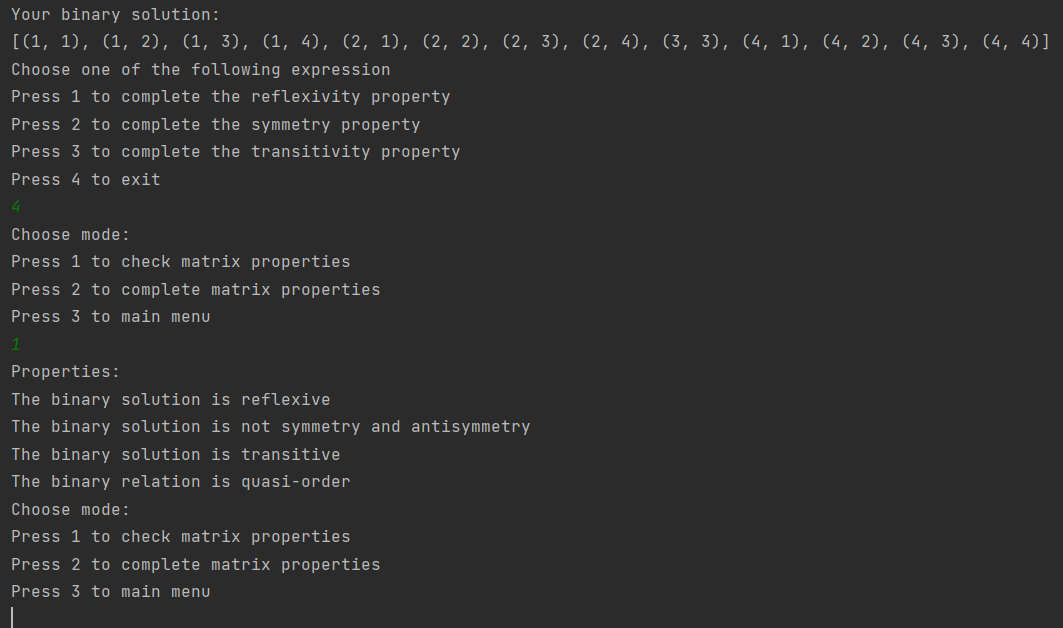 Your binary solution:
[(1, 1), (1, 2), (1, 3), (1, 4), (2, 1), (2, 2), (2, 3), (2, 4), (3, 3), (4, 1), (4, 2), (4, 3), (4, 4)]
Choose one of the following expression
Press 1 to complete the reflexivity property
Press 2 to complete the symmetry property
Press 3 to complete the transitivity property
Press 4 to exit
4
Choose mode:
Press 1 to check matrix properties
Press 2 to complete matrix properties
Press 3 to main menu
1
Properties:
The binary solution is reflexive
The binary solution is not symmetry and antisymmetry
The binary solution is transitive
The binary relation is quasi-order
Choose mode:
Press 1 to check matrix properties
Press 2 to complete matrix properties
Press 3 to main menu